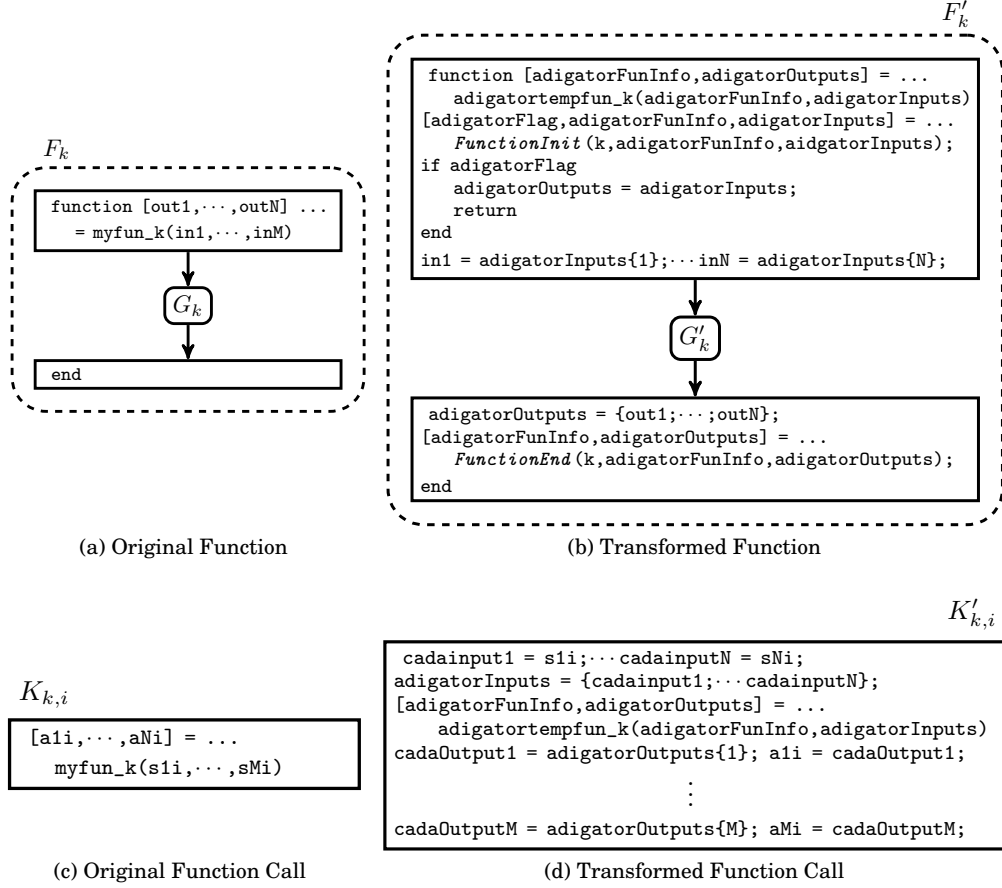 F_k
function [out1,···,outN] ...
= myfun_k(in1,···,inM)
G_k
end
(a) Original Function
F'_k
function [adigatorFunInfo,adigatorOutputs] = ...
adigatortempfun_k(adigatorFunInfo,adigatorInputs)
[adigatorFlag,adigatorFunInfo,adigatorInputs] = ...
FunctionInit(k,adigatorFunInfo,aidgatorInputs);
if adigatorFlag
adigatorOutputs = adigatorInputs;
return
end
in1 = adigatorInputs{1};···inN = adigatorInputs{N};
G'_k
adigatorOutputs = {out1;···;outN};
[adigatorFunInfo,adigatorOutputs] = ...
FunctionEnd(k,adigatorFunInfo,adigatorOutputs);
end
(b) Transformed Function
K_{k,i}
[a1i,···,aNi] = ...
myfun_k(s1i,···,sMi)
(c) Original Function Call
K'_{k,i}
cadainput1 = s1i;···cadainputN = sNi;
adigatorInputs = {cadainput1;···cadainputN};
[adigatorFunInfo,adigatorOutputs] = ...
adigatortempfun_k(adigatorFunInfo,adigatorInputs)
cadaOutput1 = adigatorOutputs{1}; a1i = cadaOutput1;
⋮
cadaOutputM = adigatorOutputs{M}; aMi = cadaOutputM;
(d) Transformed Function Call